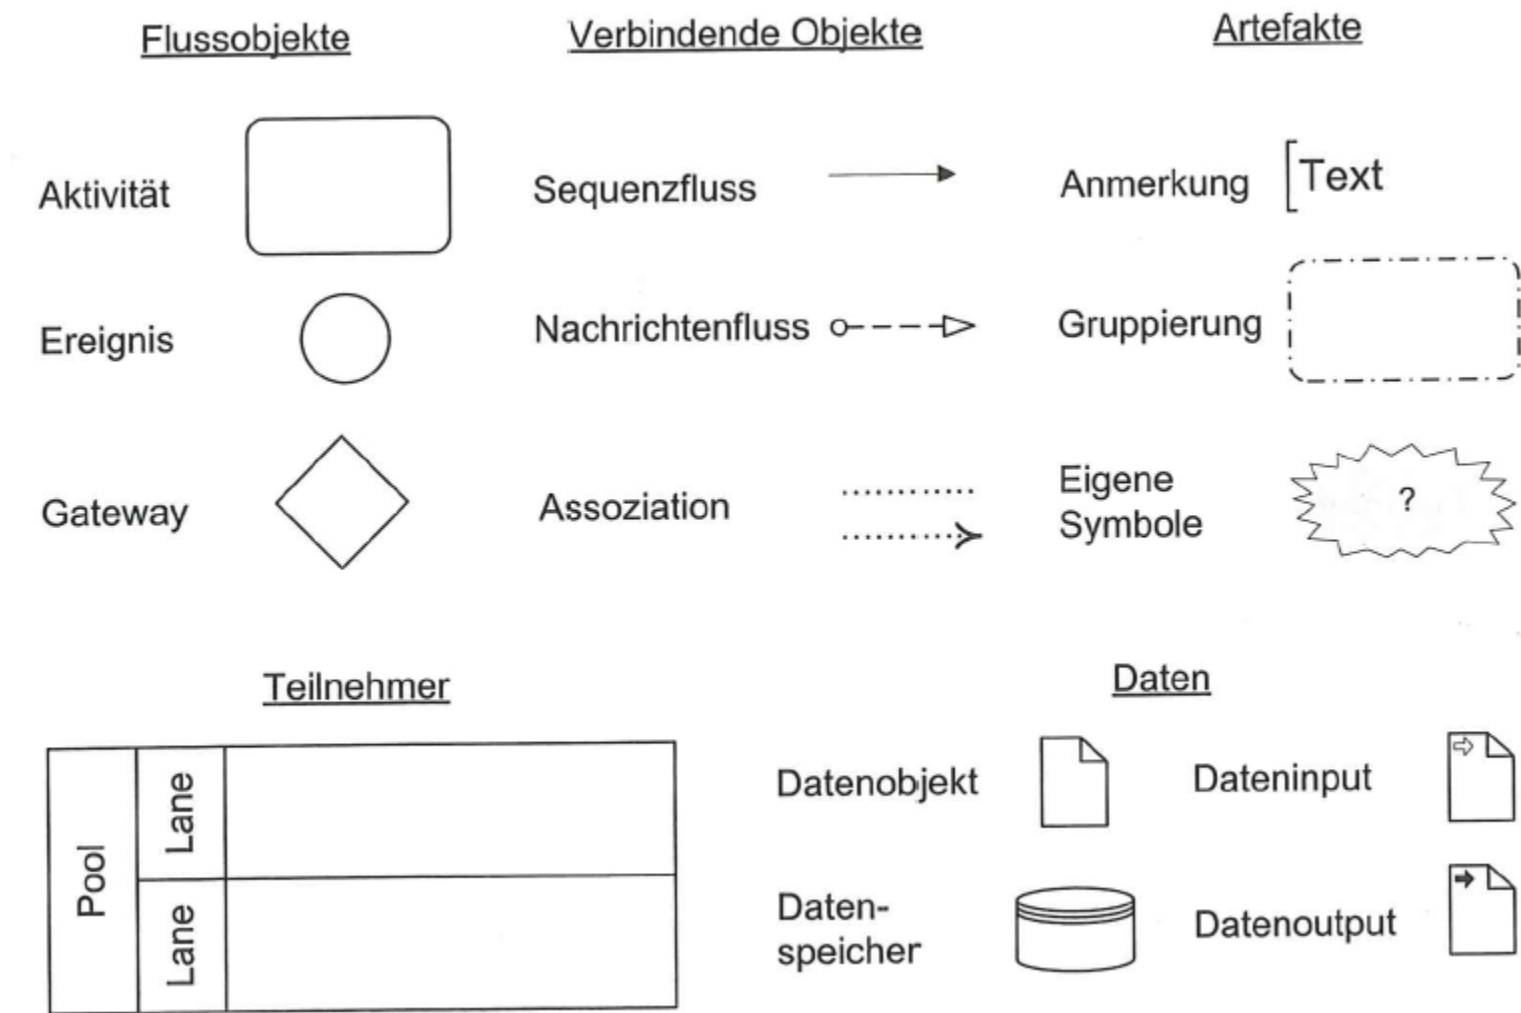 Flussobjekte
Verbindende Objekte
Artefakte
Aktivität
Sequenzfluss
Anmerkung
Text
Ereignis
Nachrichtenfluss
Gruppierung
Gateway
Assoziation
Eigene
Symbole
?
Teilnehmer
Pool
Lane
Lane
Daten
Datenobjekt
Dateninput
Daten-
speicher
Datenoutput